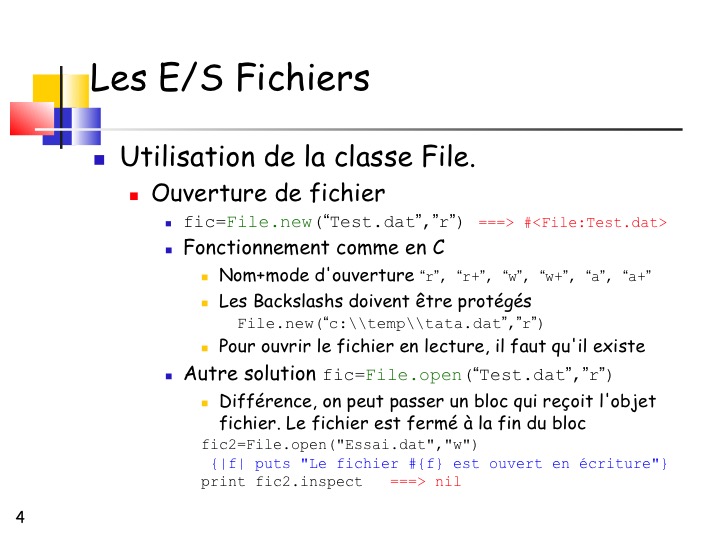 Les E/S Fichiers
Utilisation de la classe File.
Ouverture de fichier
fic=File.new(“Test.dat”,”r”) ===> #<File:Test.dat>
Fonctionnement comme en C
Nom+mode d'ouverture “r”, “r+”, “w”, “w+”, “a”, “a+”
Les Backslashs doivent être protégés
File.new(“c:\\temp\\tata.dat”,”r”)
Pour ouvrir le fichier en lecture, il faut qu'il existe
Autre solution fic=File.open(“Test.dat”,”r”)
Différence, on peut passer un bloc qui reçoit l'objet
fichier. Le fichier est fermé à la fin du bloc
fic2=File.open("Essai.dat","w")
{|f| puts "Le fichier #{f} est ouvert en écriture"}
print fic2.inspect ===> nil
4